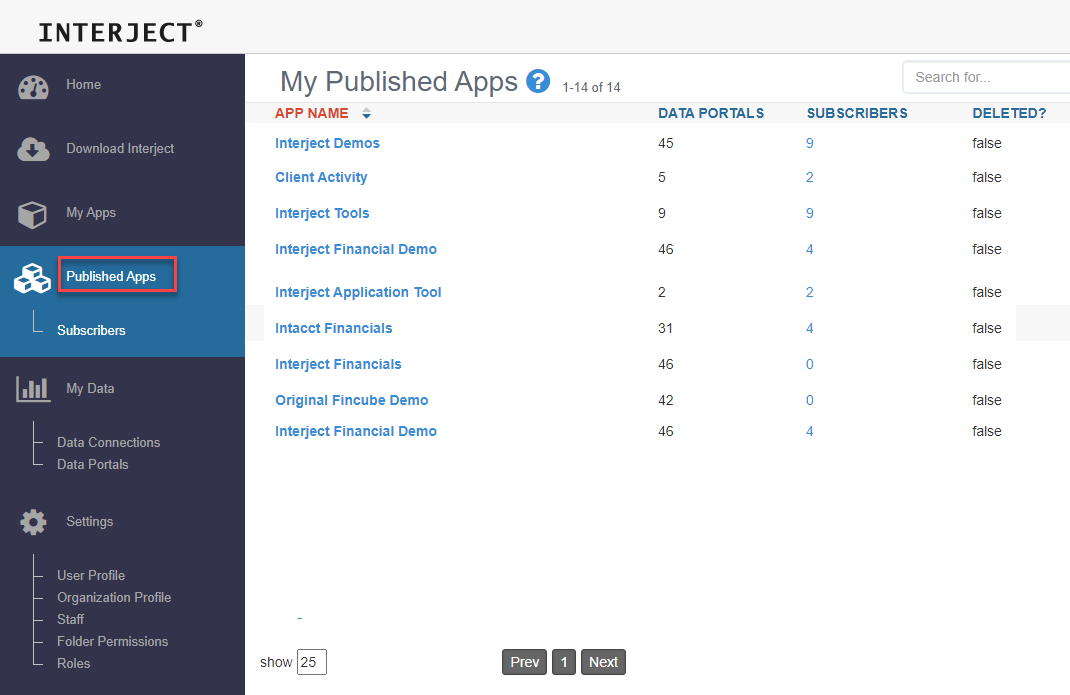 INTERJECT®
Home
Download Interject
My Apps
Published Apps
Subscribers
My Data
Data Connections
Data Portals
Settings
User Profile
Organization Profile
Staff
Folder Permissions
Roles
My Published Apps ? 1-14 of 14
Search for...
APP NAME DATA PORTALS SUBSCRIBERS DELETED?
Interject Demos 45 9 false
Client Activity 5 2 false
Interject Tools 9 9 false
Interject Financial Demo 46 4 false
Interject Application Tool 2 2 false
Intacct Financials 31 4 false
Interject Financials 46 0 false
Original Fincube Demo 42 0 false
Interject Financial Demo 46 4 false
show 25 Prev 1 Next